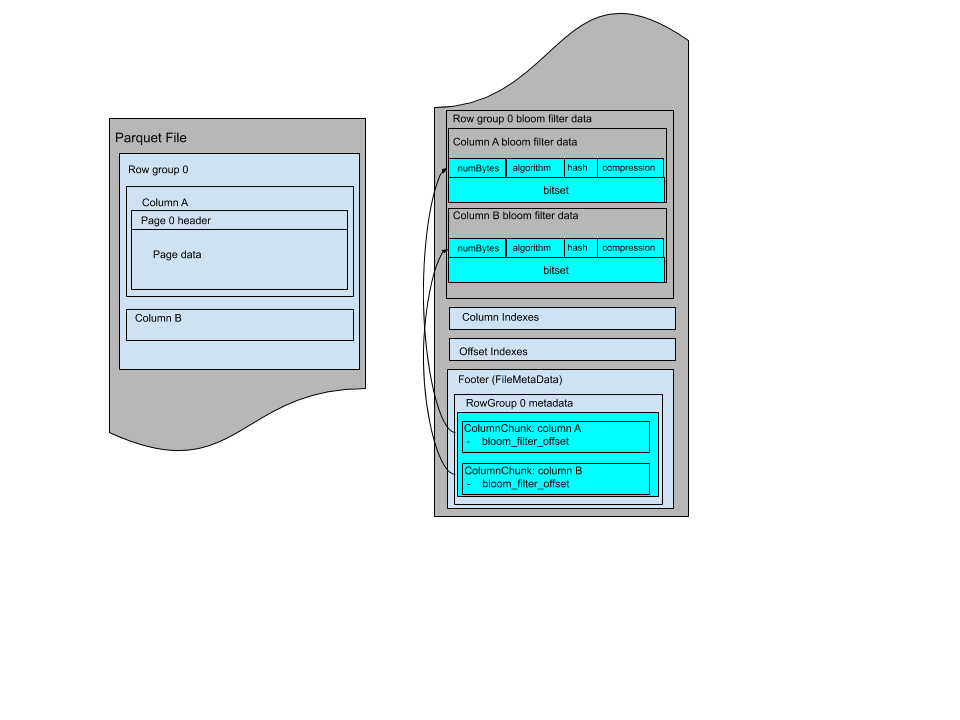 Parquet File
Row group 0
Column A
Page 0 header
Page data
Column B
Row group 0 bloom filter data
Column A bloom filter data
numBytes algorithm hash compression
bitset
Column B bloom filter data
numBytes algorithm hash compression
bitset
Column Indexes
Offset Indexes
Footer (FileMetaData)
RowGroup 0 metadata
ColumnChunk: column A
- bloom_filter_offset
ColumnChunk: column B
- bloom_filter_offset